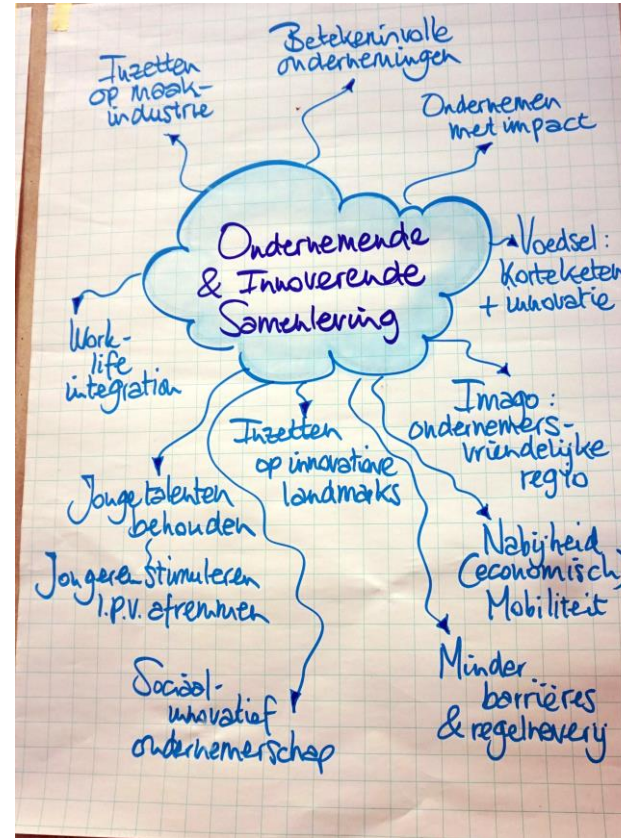 Inzetten
op maak-
industrie
Betekeninvolle
ondernemingen
Ondernemen
met impact
Ondernemende
& Innoverende
Samenleving
Voedsel:
Korteketen
+ innovatie
Work-
life
integration
Imago:
ondernemers-
vriendelijke
regio
Inzetten
op innovatieve
landmarks
Jonge talenten
behouden
Jongeren stimuleren
I.P.V. afremmen
Nabijheid
(economisch)
Mobiliteit
Sociaal-
innovatief
ondernemerschap
Minder
barrières
& regelneverij